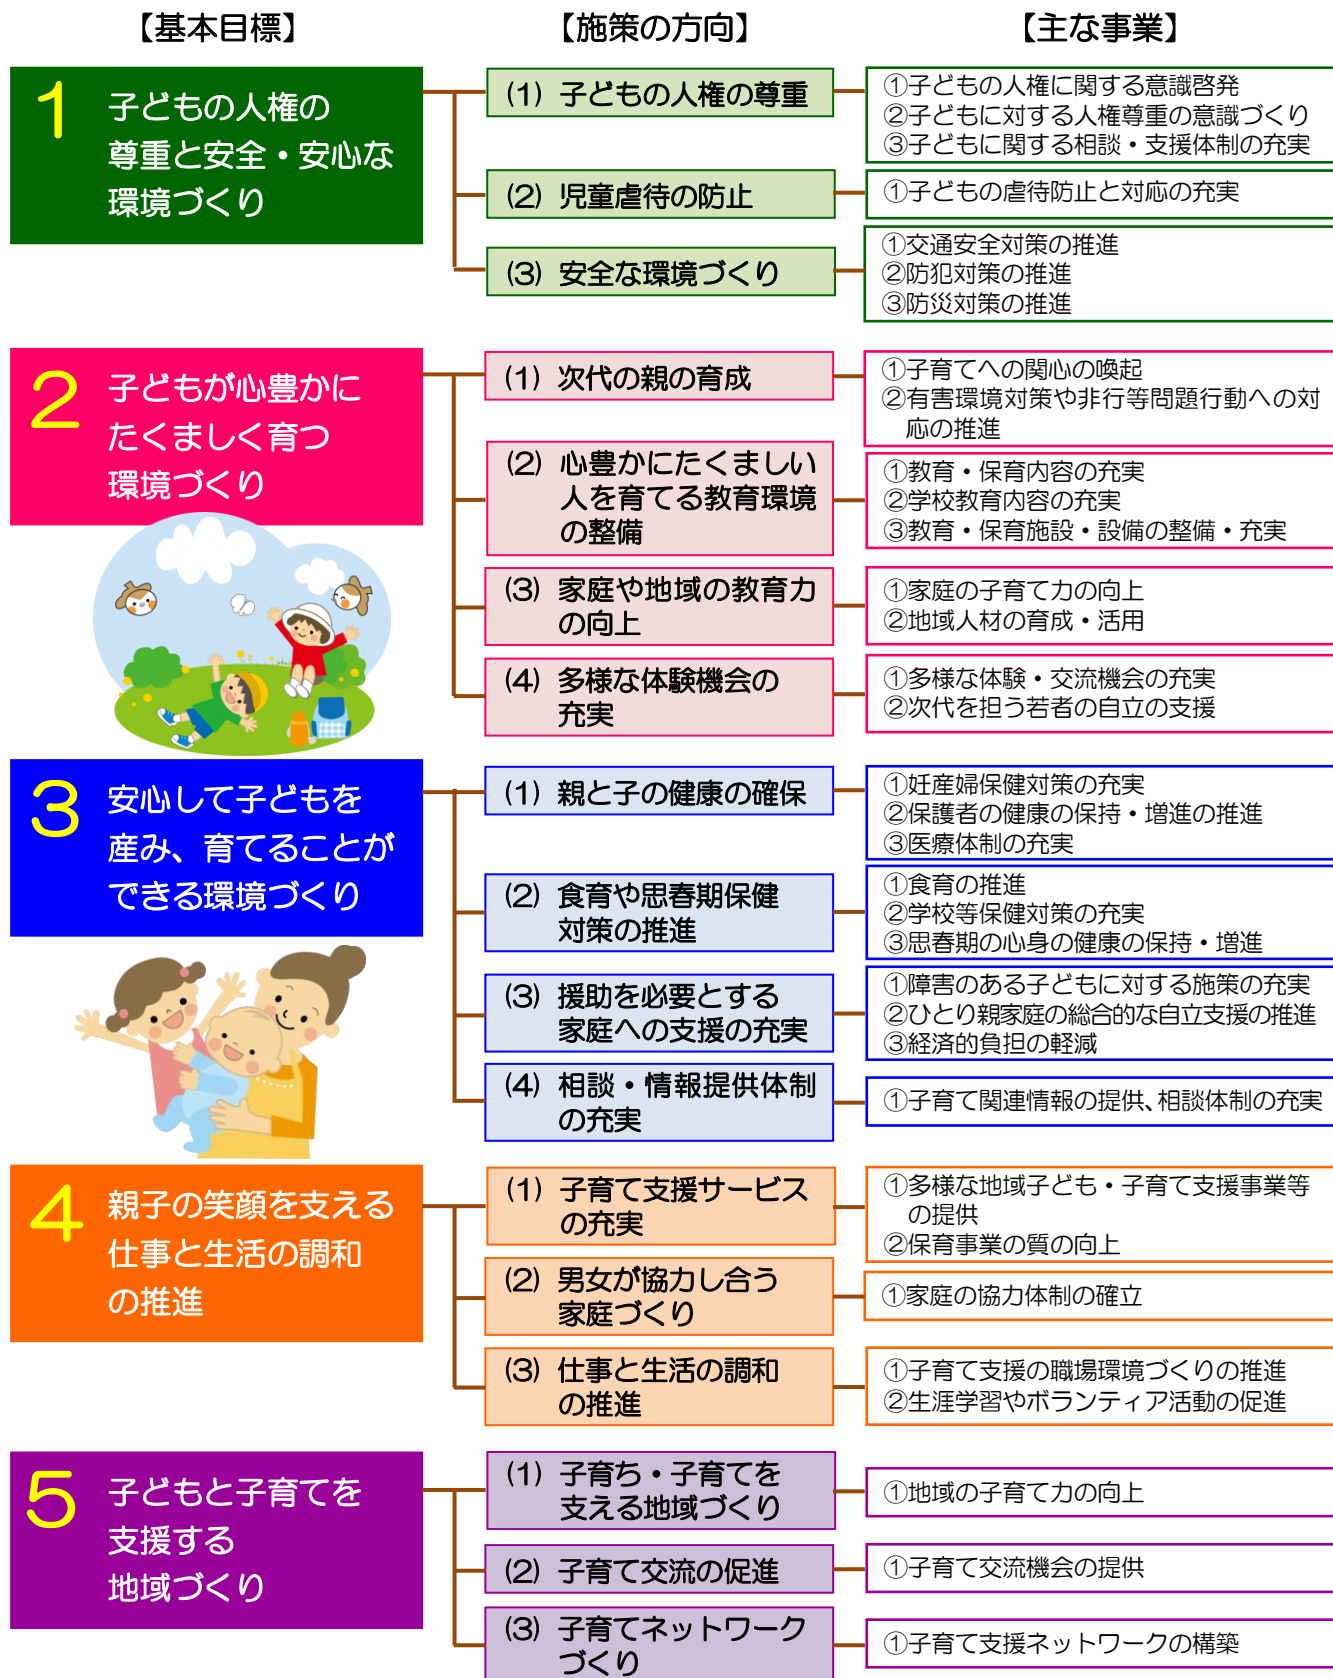 【基本目標】
【施策の方向】
【主な事業】
1
子どもの人権の
尊重と安全・安心な
環境づくり
(1) 子どもの人権の尊重
①子どもの人権に関する意識啓発
②子どもに対する人権尊重の意識づくり
③子どもに関する相談・支援体制の充実
(2) 児童虐待の防止
①子どもの虐待防止と対応の充実
(3) 安全な環境づくり
①交通安全対策の推進
②防犯対策の推進
③防災対策の推進
2
子どもが心豊かに
たくましく育つ
環境づくり
(1) 次代の親の育成
①子育てへの関心の喚起
②有害環境対策や非行等問題行動への対
応の推進
(2) 心豊かにたくましい
人を育てる教育環境
の整備
①教育・保育内容の充実
②学校教育内容の充実
③教育・保育施設・設備の整備・充実
(3) 家庭や地域の教育力
の向上
①家庭の子育て力の向上
②地域人材の育成・活用
(4) 多様な体験機会の
充実
①多様な体験・交流機会の充実
②次代を担う若者の自立の支援
3
安心して子どもを
産み、育てることが
できる環境づくり
(1) 親と子の健康の確保
①妊産婦保健対策の充実
②保護者の健康の保持・増進の推進
③医療体制の充実
(2) 食育や思春期保健
対策の推進
①食育の推進
②学校等保健対策の充実
③思春期の心身の健康の保持・増進
(3) 援助を必要とする
家庭への支援の充実
①障害のある子どもに対する施策の充実
②ひとり親家庭の総合的な自立支援の推進
③経済的負担の軽減
(4) 相談・情報提供体制
の充実
①子育て関連情報の提供、相談体制の充実
4
親子の笑顔を支える
仕事と生活の調和
の推進
(1) 子育て支援サービス
の充実
①多様な地域子ども・子育て支援事業等
の提供
②保育事業の質の向上
(2) 男女が協力し合う
家庭づくり
①家庭の協力体制の確立
(3) 仕事と生活の調和
の推進
①子育て支援の職場環境づくりの推進
②生涯学習やボランティア活動の促進
5
子どもと子育てを
支援する
地域づくり
(1) 子育ち・子育てを
支える地域づくり
①地域の子育て力の向上
(2) 子育て交流の促進
①子育て交流機会の提供
(3) 子育てネットワーク
づくり
①子育て支援ネットワークの構築